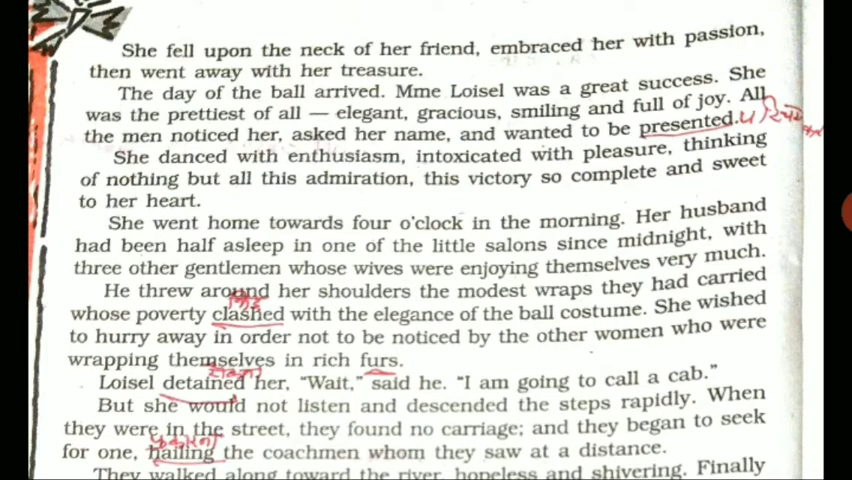 She fell upon the neck of her friend, embraced her with passion,
then went away with her treasure.
The day of the ball arrived. Mme Loisel was a great success. She
was the prettiest of all — elegant, gracious, smiling and full of joy. All
the men noticed her, asked her name, and wanted to be presented.
She danced with enthusiasm, intoxicated with pleasure, thinking
of nothing but all this admiration, this victory so complete and sweet
to her heart.
She went home towards four o'clock in the morning. Her husband
had been half asleep in one of the little salons since midnight, with
three other gentlemen whose wives were enjoying themselves very much.
He threw around her shoulders the modest wraps they had carried
whose poverty clashed with the elegance of the ball costume. She wished
to hurry away in order not to be noticed by the other women who were
wrapping themselves in rich furs.
Loisel detained her, “Wait,” said he. “I am going to call a cab.”
But she would not listen and descended the steps rapidly. When
they were in the street, they found no carriage; and they began to seek
for one, hailing the coachmen whom they saw at a distance.
They walked along toward the river, hopeless and shivering. Finally